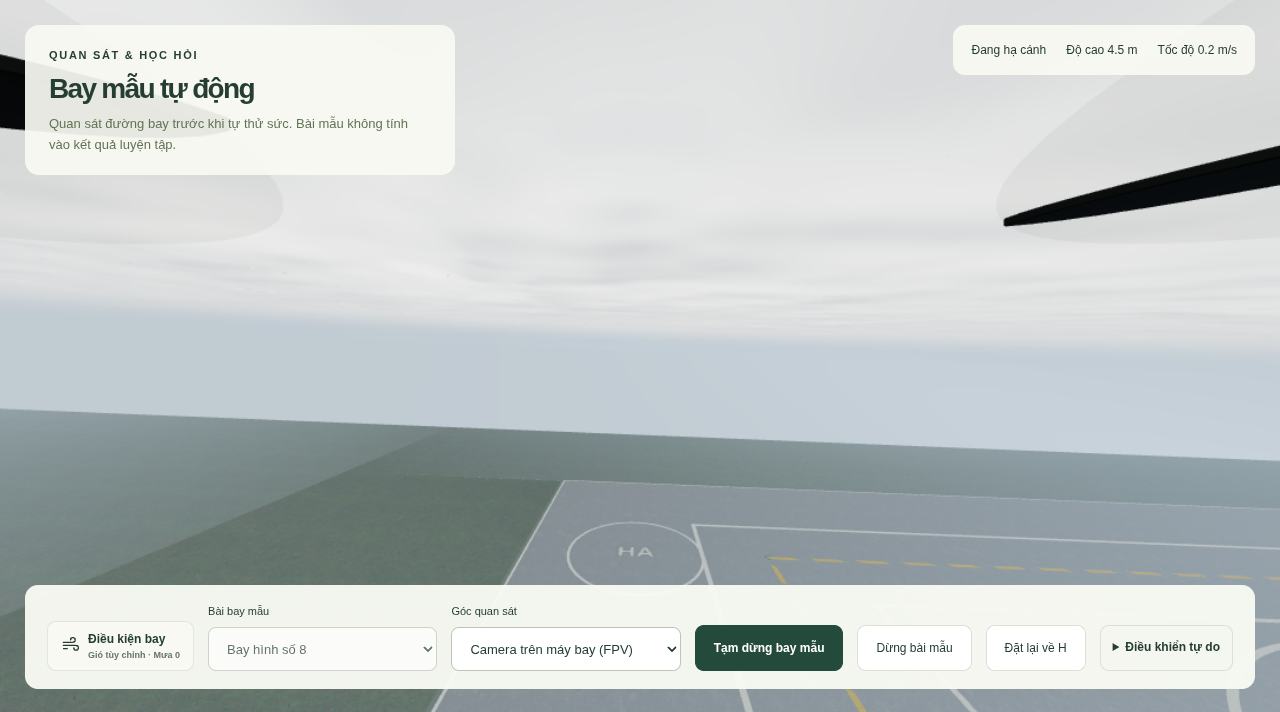 QUAN SÁT & HỌC HỎI
Bay mẫu tự động
Quan sát đường bay trước khi tự thử sức. Bài mẫu không tính
vào kết quả luyện tập.
Đang hạ cánh Độ cao 4.5 m Tốc độ 0.2 m/s
HA
Điều kiện bay
Gió tùy chỉnh · Mưa 0
Bài bay mẫu
Bay hình số 8
Góc quan sát
Camera trên máy bay (FPV)
Tạm dừng bay mẫu
Dừng bài mẫu
Đặt lại về H
Điều khiển tự do